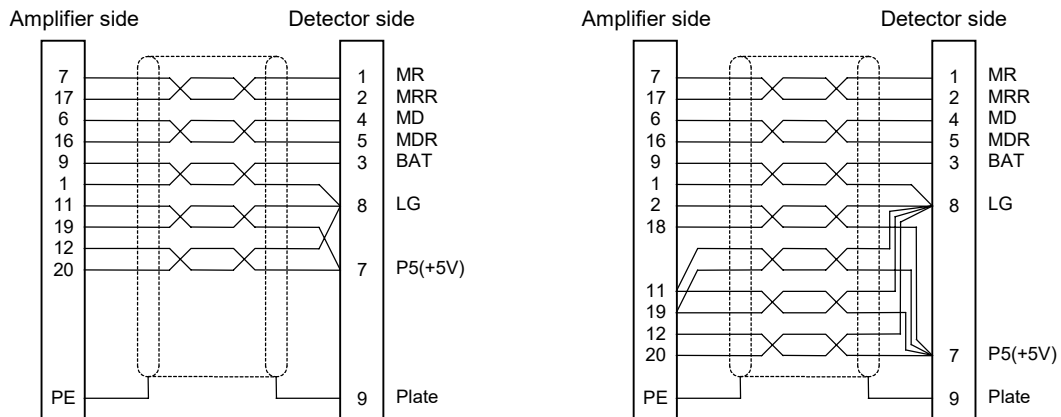 Amplifier side Detector side
7 1 MR
17 2 MRR
6 4 MD
16 5 MDR
9 3 BAT
1
11 8 LG
19
12
20 7 P5(+5V)
PE 9 Plate
Amplifier side Detector side
7 1 MR
17 2 MRR
6 4 MD
16 5 MDR
9 3 BAT
1
2 8 LG
18
11
19
12
20 7 P5(+5V)
PE 9 Plate